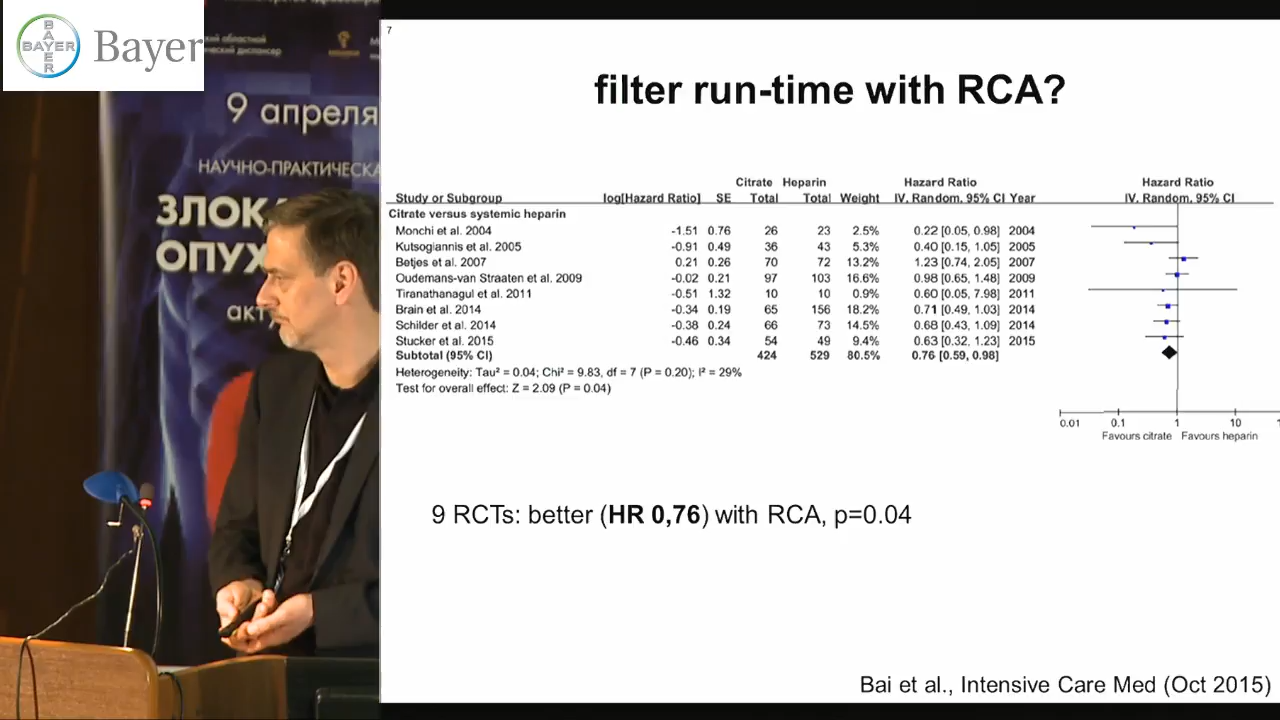 BAYER
BAYER
Bayer
9 апреля
НАУЧНО-ПРАКТИЧЕСКА
ЗЛОК
ОПУХ
акт
7
filter run-time with RCA?
Citrate Heparin Hazard Ratio Hazard Ratio
Study or Subgroup log[Hazard Ratio] SE Total Total Weight IV, Random, 95% CI Year IV, Random, 95% CI
Citrate versus systemic heparin
Monchi et al. 2004 -1.51 0.76 26 23 2.5% 0.22 [0.05, 0.98] 2004
Kutsogiannis et al. 2005 -0.91 0.49 36 43 5.3% 0.40 [0.15, 1.05] 2005
Betjes et al. 2007 0.21 0.26 70 72 13.2% 1.23 [0.74, 2.05] 2007
Oudemans-van Straaten et al. 2009 -0.02 0.21 97 103 16.6% 0.98 [0.65, 1.48] 2009
Tiranathanagul et al. 2011 -0.51 1.32 10 10 0.9% 0.60 [0.05, 7.98] 2011
Brain et al. 2014 -0.34 0.19 65 156 18.2% 0.71 [0.49, 1.03] 2014
Schilder et al. 2014 -0.38 0.24 66 73 14.5% 0.68 [0.43, 1.09] 2014
Stucker et al. 2015 -0.46 0.34 54 49 9.4% 0.63 [0.32, 1.23] 2015
Subtotal (95% CI) 424 529 80.5% 0.76 [0.59, 0.98]
Heterogeneity: Tau² = 0.04; Chi² = 9.83, df = 7 (P = 0.20); I² = 29%
Test for overall effect: Z = 2.09 (P = 0.04)
0.01 0.1 1 10
Favours citrate Favours heparin
9 RCTs: better (HR 0,76) with RCA, p=0.04
Bai et al., Intensive Care Med (Oct 2015)